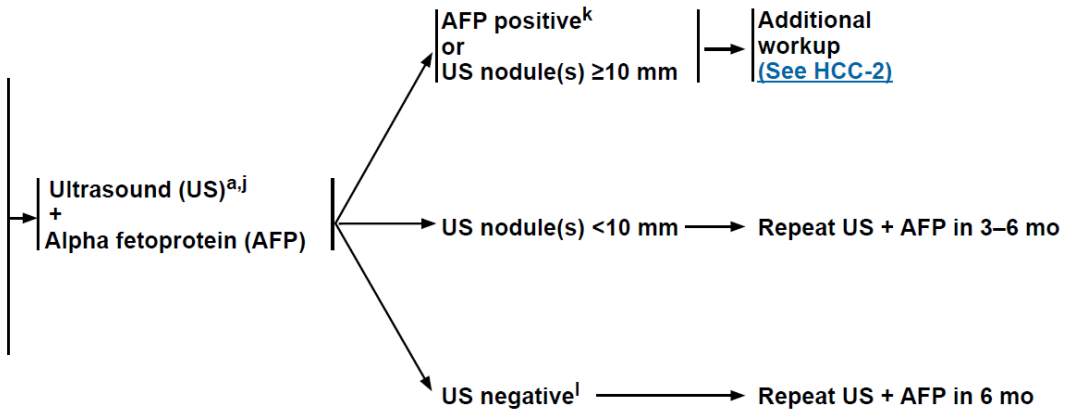 AFP positivek
or
US nodule(s) ≥10 mm
Additional
workup
(See HCC-2)
Ultrasound (US)a,j
+
Alpha fetoprotein (AFP)
US nodule(s) <10 mm
Repeat US + AFP in 3–6 mo
US negativel
Repeat US + AFP in 6 mo